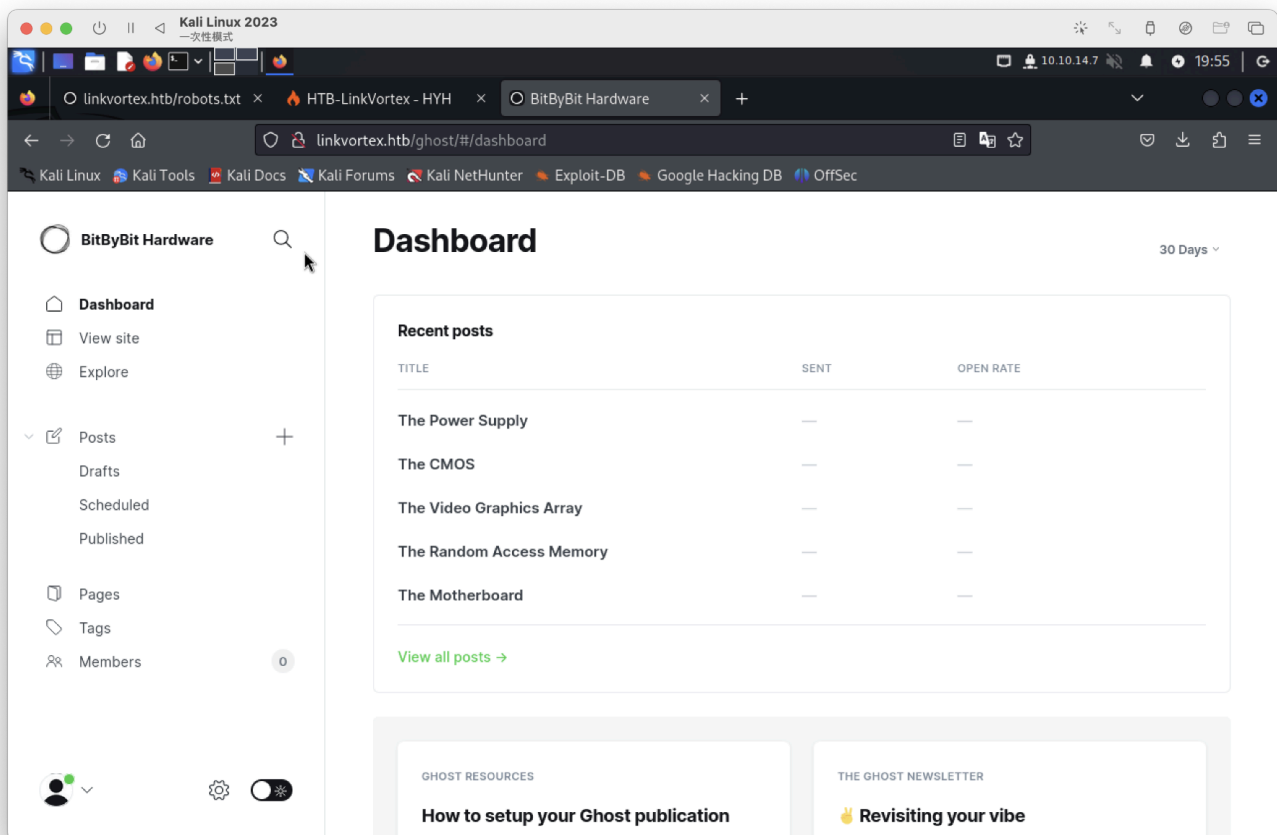 Kali Linux 2023
一次性模式
10.10.14.7
19:55
linkvortex.htb/robots.txt
HTB-LinkVortex - HYH
BitByBit Hardware
linkvortex.htb/ghost/#/dashboard
Kali Linux
Kali Tools
Kali Docs
Kali Forums
Kali NetHunter
Exploit-DB
Google Hacking DB
OffSec
BitByBit Hardware
Dashboard
View site
Explore
Posts
Drafts
Scheduled
Published
Pages
Tags
Members 0
Dashboard
30 Days
Recent posts
TITLE SENT OPEN RATE
The Power Supply — —
The CMOS — —
The Video Graphics Array — —
The Random Access Memory — —
The Motherboard — —
View all posts →
GHOST RESOURCES
How to setup your Ghost publication
THE GHOST NEWSLETTER
✌️ Revisiting your vibe